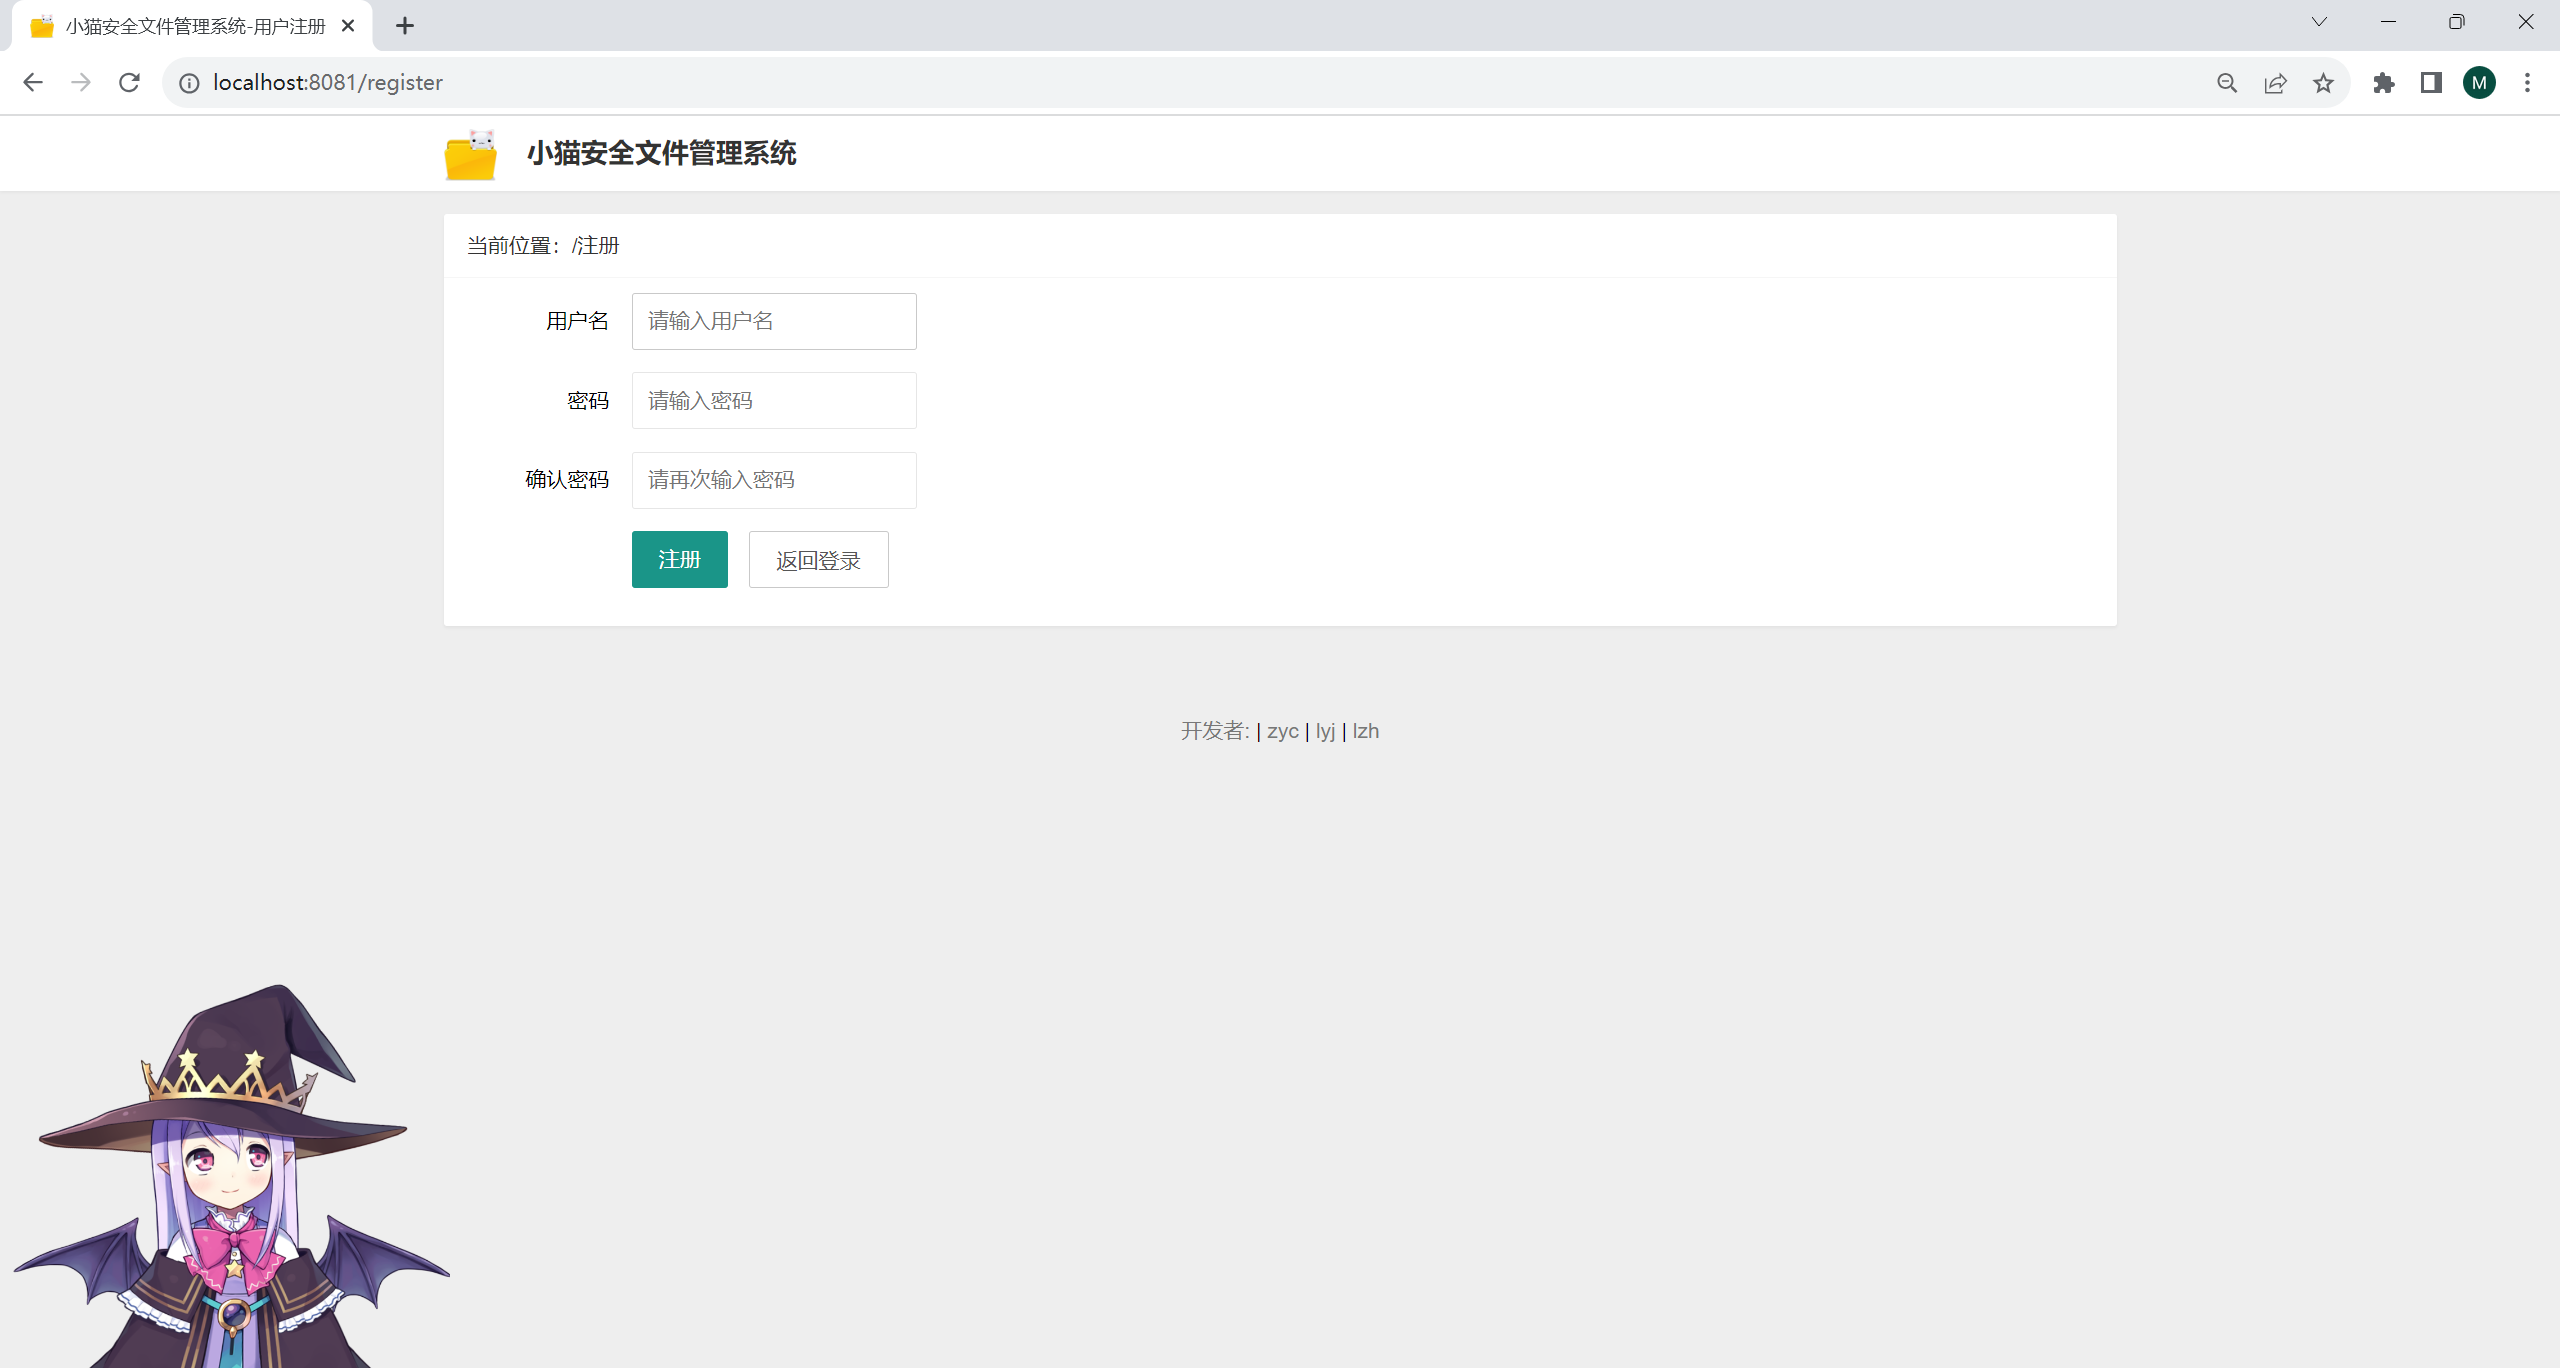 小猫安全文件管理系统-用户注册
localhost:8081/register
M
小猫安全文件管理系统
当前位置：/注册
用户名 请输入用户名
密码 请输入密码
确认密码 请再次输入密码
注册 返回登录
开发者: | zyc | lyj | lzh